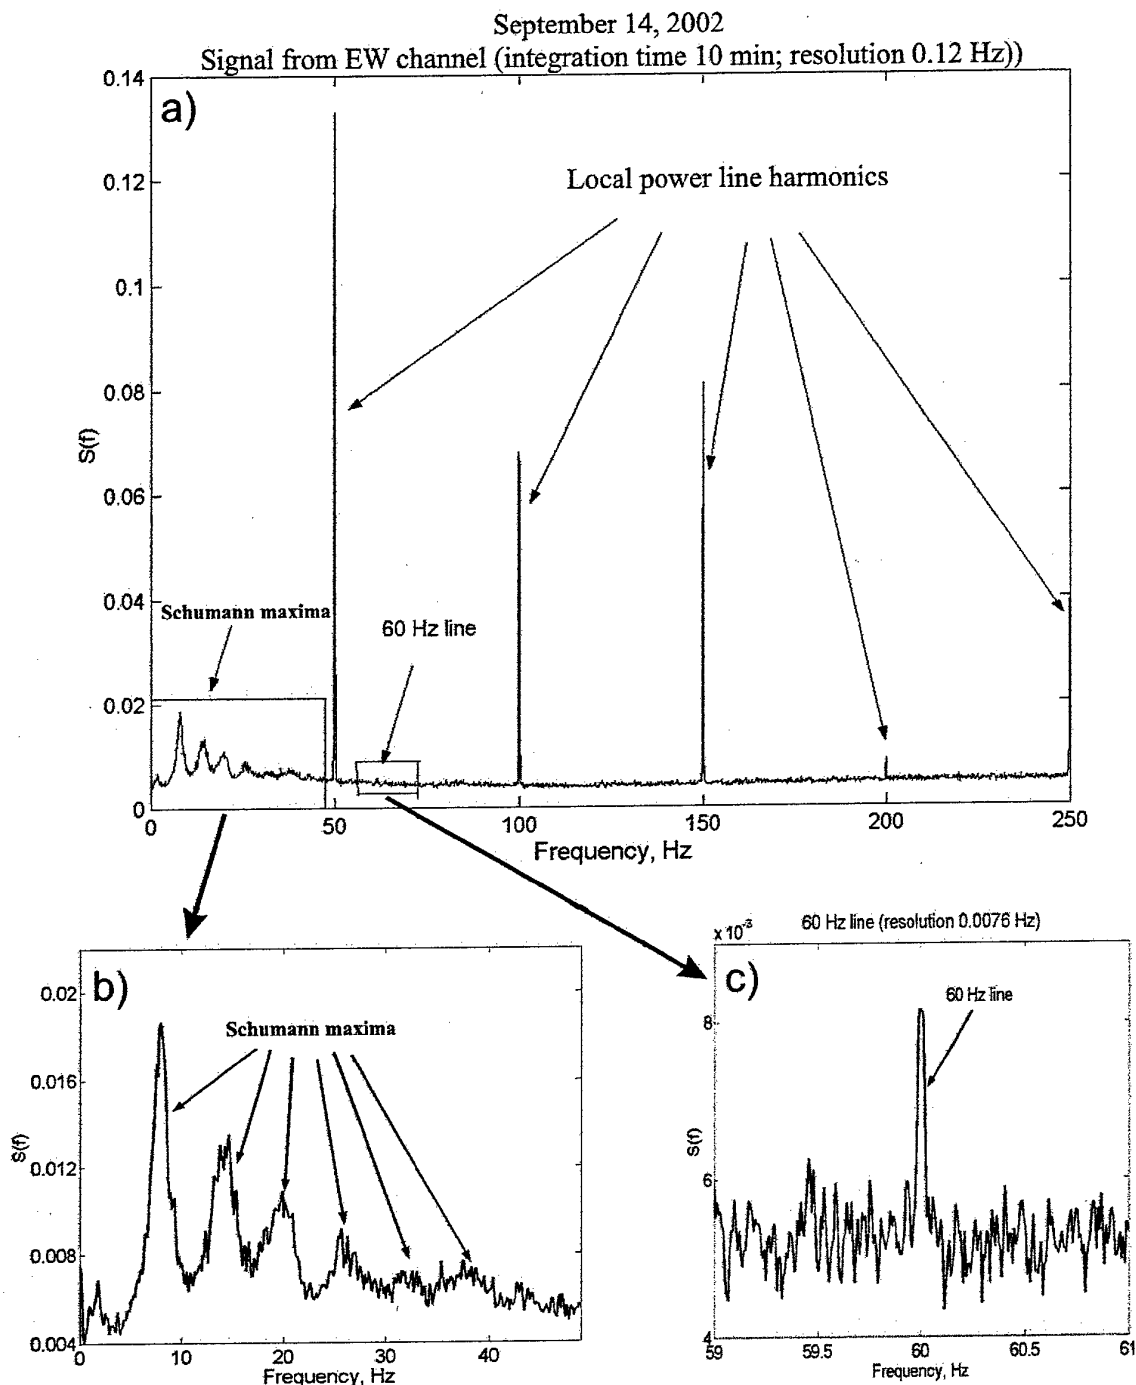 September 14, 2002
Signal from EW channel (integration time 10 min; resolution 0.12 Hz))
0.14
a)
0.12
Local power line harmonics
0.1
0.08
S(f)
0.06
0.04
Schumann maxima
60 Hz line
0.02
0
0 50 100 150 200 250
Frequency, Hz
b)
0.02
Schumann maxima
0.016
S(f)
0.012
0.008
0.004
0 10 20 30 40
Frequency, Hz
x 10⁻³
60 Hz line (resolution 0.0076 Hz)
c)
60 Hz line
8
S(f)
6
4
59 59.5 60 60.5 61
Frequency, Hz